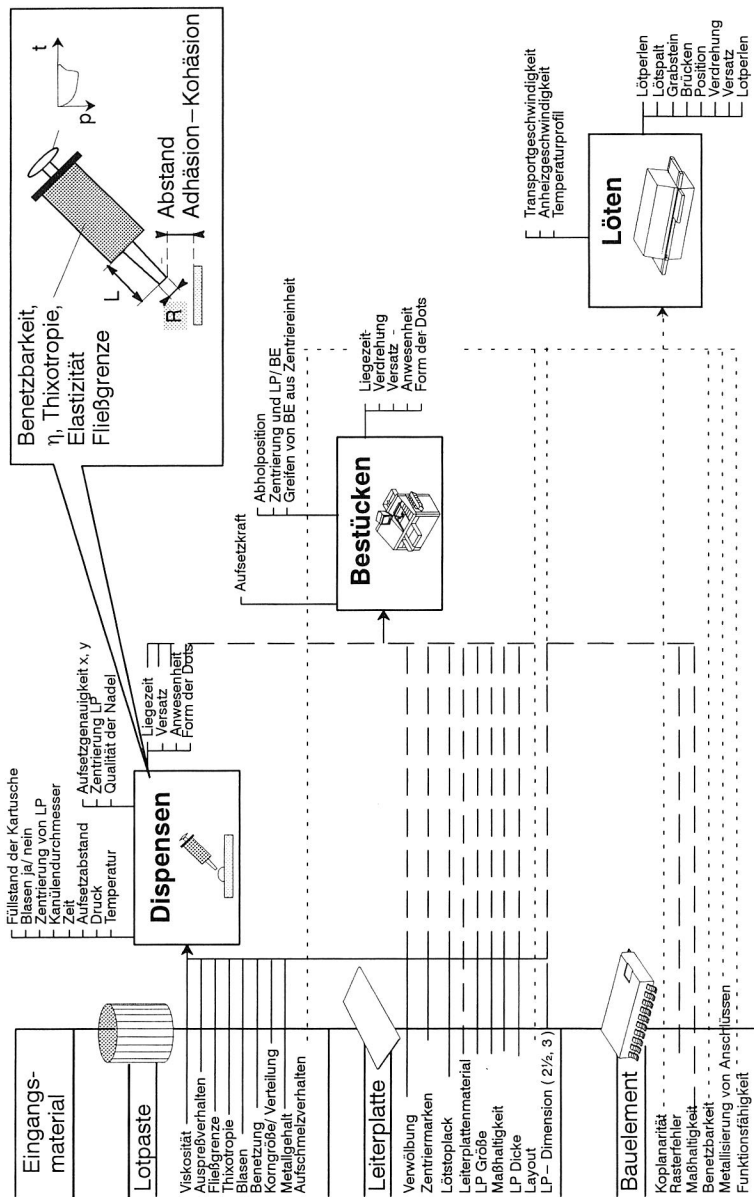 Eingangs-
material
Lotpaste
Viskosität
Auspreßverhalten
Fließgrenze
Thixotropie
Blasen
Benetzung
Korngröße/ Verteilung
Metallgehalt
Aufschmelzverhalten
Leiterplatte
Verwölbung
Zentriermarken
Lötstoplack
Leiterplattenmaterial
LP Größe
Maßhaltigkeit
LP Dicke
Layout
LP – Dimension ( 2½, 3 )
Bauelement
Koplanarität
Rasterfehler
Maßhaltigkeit
Benetzbarkeit
Metallisierung von Anschlüssen
Funktionsfähigkeit
Füllstand der Kartusche
Blasen ja/ nein
Zentrierung von LP
Kanülendurchmesser
Zeit
Aufsetzabstand
Druck
Temperatur
Aufsetzgenauigkeit x, y
Zentrierung LP
Qualität der Nadel
Dispensen
Liegezeit
Versatz
Anwesenheit
Form der Dots
Benetzbarkeit,
η, Thixotropie,
Elastizität
Fließgrenze
L
R
p
t
Abstand
Adhäsion – Kohäsion
Aufsetzkraft
Abholposition
Zentrierung und LP/ BE
Greifen von BE aus Zentriereinheit
Bestücken
Liegezeit
Verdrehung
Versatz -
Anwesenheit
Form der Dots
Transportgeschwindigkeit
Anheizgeschwindigkeit
Temperaturprofil
Löten
Lötperlen
Lötspalt
Grabstein
Brücken
Position
Verdrehung
Versatz
Lotperlen